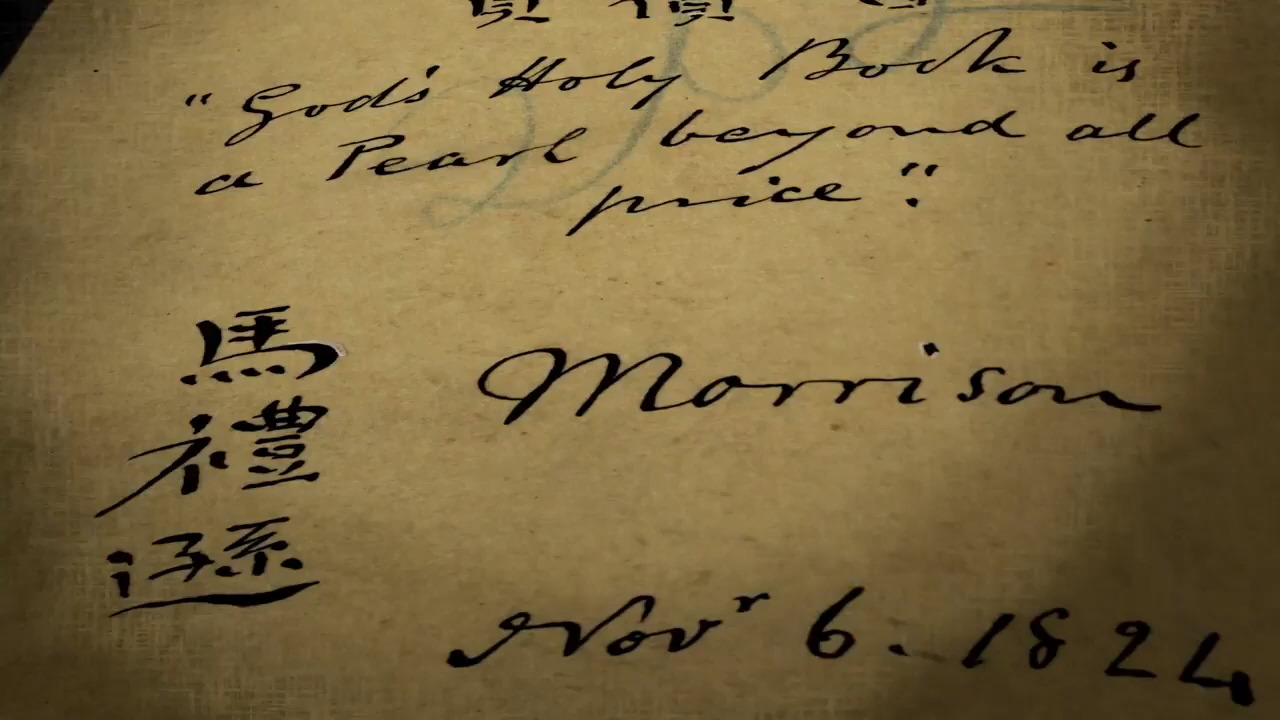 "God's Holy Book is
a Pearl beyond all
price".
馬禮遜
Morrison
Novr 6. 1824